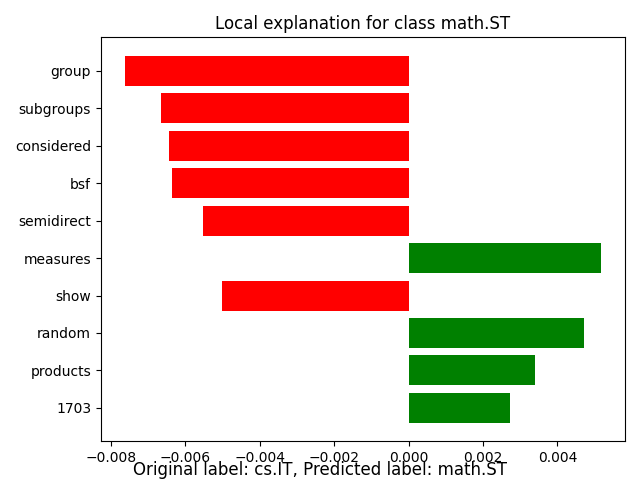 Local explanation for class math.ST
group
subgroups
considered
bsf
semidirect
measures
show
random
products
1703
−0.008 −0.006 −0.004 −0.002 0.000 0.002 0.004
Original label: cs.IT, Predicted label: math.ST